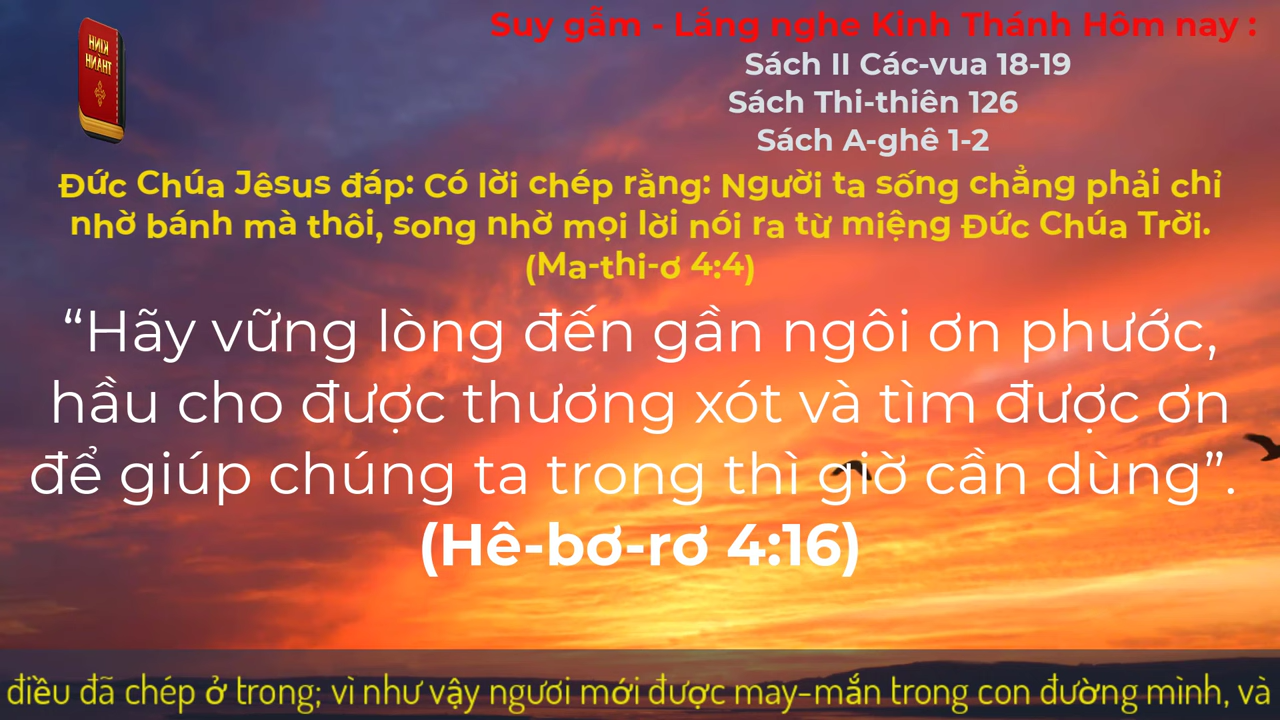 KINH
THÁNH
Suy gẫm - Lắng nghe Kinh Thánh Hôm nay :
Sách II Các-vua 18-19
Sách Thi-thiên 126
Sách A-ghê 1-2
Đức Chúa Jêsus đáp: Có lời chép rằng: Người ta sống chẳng phải chỉ
nhờ bánh mà thôi, song nhờ mọi lời nói ra từ miệng Đức Chúa Trời.
(Ma-thi-ơ 4:4)
“Hãy vững lòng đến gần ngôi ơn phước,
hầu cho được thương xót và tìm được ơn
để giúp chúng ta trong thì giờ cần dùng”.
(Hê-bơ-rơ 4:16)
điều đã chép ở trong; vì như vậy ngươi mới được may-mắn trong con đường mình, và